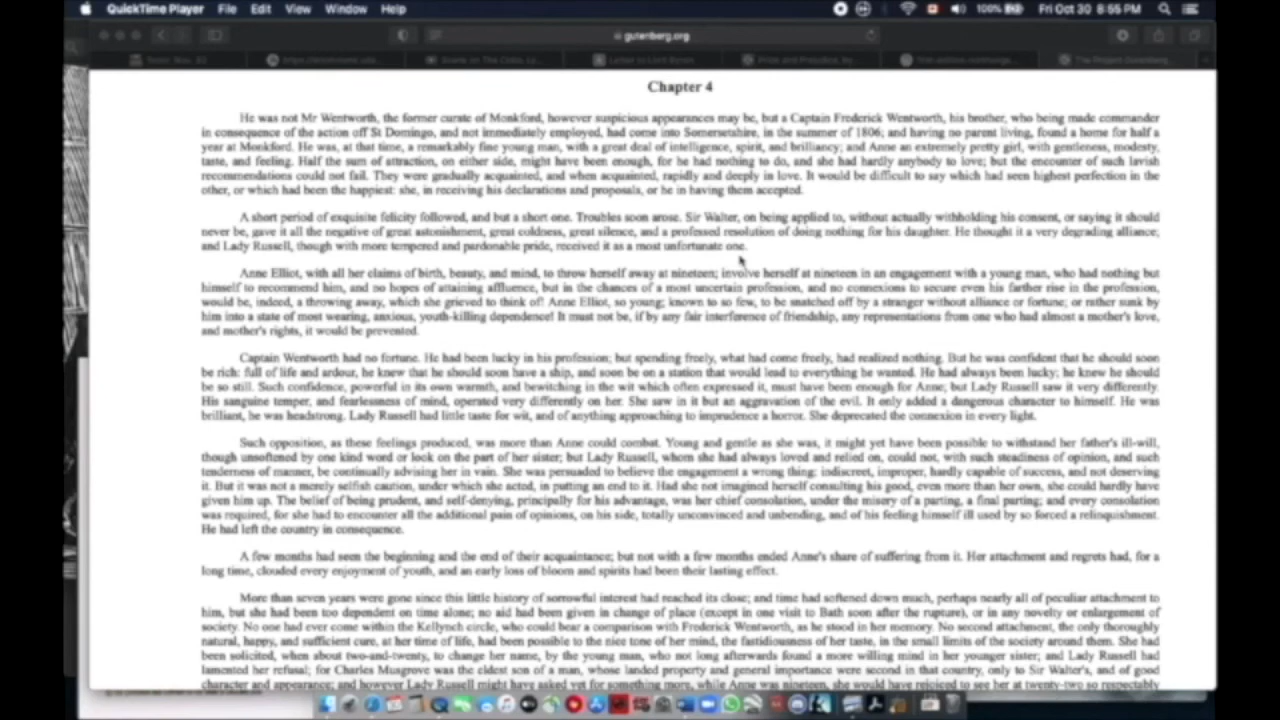 QuickTime Player File Edit View Window Help 100% Fri Oct 30 8:55 PM
gutenberg.org
Chapter 4
He was not Mr Wentworth, the former curate of Monkford, however suspicious appearances may be, but a Captain Frederick Wentworth, his brother, who being made commander
in consequence of the action off St Domingo, and not immediately employed, had come into Somersetshire, in the summer of 1806; and having no parent living, found a home for half a
year at Monkford. He was, at that time, a remarkably fine young man, with a great deal of intelligence, spirit, and brilliancy; and Anne an extremely pretty girl, with gentleness, modesty,
taste, and feeling. Half the sum of attraction, on either side, might have been enough, for he had nothing to do, and she had hardly anybody to love; but the encounter of such lavish
recommendations could not fail. They were gradually acquainted, and when acquainted, rapidly and deeply in love. It would be difficult to say which had seen highest perfection in the
other, or which had been the happiest: she, in receiving his declarations and proposals, or he in having them accepted.
A short period of exquisite felicity followed, and but a short one. Troubles soon arose. Sir Walter, on being applied to, without actually withholding his consent, or saying it should
never be, gave it all the negative of great astonishment, great coldness, great silence, and a professed resolution of doing nothing for his daughter. He thought it a very degrading alliance;
and Lady Russell, though with more tempered and pardonable pride, received it as a most unfortunate one.
Anne Elliot, with all her claims of birth, beauty, and mind, to throw herself away at nineteen; involve herself at nineteen in an engagement with a young man, who had nothing but
himself to recommend him, and no hopes of attaining affluence, but in the chances of a most uncertain profession, and no connexions to secure even his farther rise in the profession,
would be, indeed, a throwing away, which she grieved to think of! Anne Elliot, so young; known to so few, to be snatched off by a stranger without alliance or fortune; or rather sunk by
him into a state of most wearing, anxious, youth-killing dependence! It must not be, if by any fair interference of friendship, any representations from one who had almost a mother's love,
and mother's rights, it would be prevented.
Captain Wentworth had no fortune. He had been lucky in his profession; but spending freely, what had come freely, had realized nothing. But he was confident that he should soon
be rich: full of life and ardour, he knew that he should soon have a ship, and soon be on a station that would lead to everything he wanted. He had always been lucky; he knew he should
be so still. Such confidence, powerful in its own warmth, and bewitching in the wit which often expressed it, must have been enough for Anne; but Lady Russell saw it very differently.
His sanguine temper, and fearlessness of mind, operated very differently on her. She saw in it but an aggravation of the evil. It only added a dangerous character to himself. He was
brilliant, he was headstrong. Lady Russell had little taste for wit, and of anything approaching to imprudence a horror. She deprecated the connexion in every light.
Such opposition, as these feelings produced, was more than Anne could combat. Young and gentle as she was, it might yet have been possible to withstand her father's ill-will,
though unsoftened by one kind word or look on the part of her sister; but Lady Russell, whom she had always loved and relied on, could not, with such steadiness of opinion, and such
tenderness of manner, be continually advising her in vain. She was persuaded to believe the engagement a wrong thing: indiscreet, improper, hardly capable of success, and not deserving
it. But it was not a merely selfish caution, under which she acted, in putting an end to it. Had she not imagined herself consulting his good, even more than her own, she could hardly have
given him up. The belief of being prudent, and self-denying, principally for his advantage, was her chief consolation, under the misery of a parting, a final parting; and every consolation
was required, for she had to encounter all the additional pain of opinions, on his side, totally unconvinced and unbending, and of his feeling himself ill used by so forced a relinquishment.
He had left the country in consequence.
A few months had seen the beginning and the end of their acquaintance; but not with a few months ended Anne's share of suffering from it. Her attachment and regrets had, for a
long time, clouded every enjoyment of youth, and an early loss of bloom and spirits had been their lasting effect.
More than seven years were gone since this little history of sorrowful interest had reached its close; and time had softened down much, perhaps nearly all of peculiar attachment to
him, but she had been too dependent on time alone; no aid had been given in change of place (except in one visit to Bath soon after the rupture), or in any novelty or enlargement of
society. No one had ever come within the Kellynch circle, who could bear a comparison with Frederick Wentworth, as he stood in her memory. No second attachment, the only thoroughly
natural, happy, and sufficient cure, at her time of life, had been possible to the nice tone of her mind, the fastidiousness of her taste, in the small limits of the society around them. She had
been solicited, when about two-and-twenty, to change her name, by the young man, who not long afterwards found a more willing mind in her younger sister; and Lady Russell had
lamented her refusal; for Charles Musgrove was the eldest son of a man, whose landed property and general importance were second in that country, only to Sir Walter's, and of good
character and appearance; and however Lady Russell might have asked yet for something more, while Anne was nineteen, she would have rejoiced to see her at twenty-two so respectably